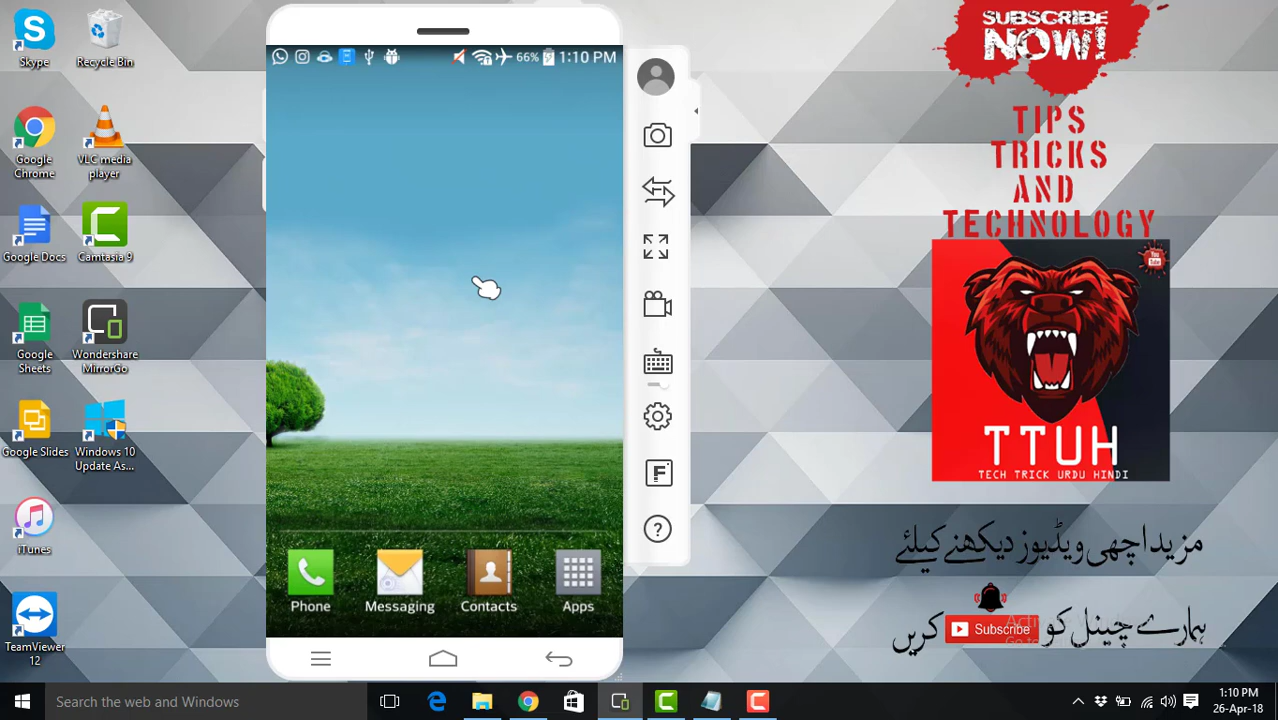 Skype
Recycle Bin
Google Chrome
VLC media player
Google Docs
Camtasia 9
Google Sheets
Wondershare MirrorGo
Google Slides
Windows 10 Update As...
iTunes
TeamViewer 12
66% 1:10 PM
Phone
Messaging
Contacts
Apps
F
?
SUBSCRIBE
NOW!
TIPS
TRICKS
AND
TECHNOLOGY
You
Tube
TTUH
TECH TRICK URDU HINDI
مزید اچھی ویڈیوز دیکھنے کیلئے
ہمارے چینل کو Subscribe کریں
Search the web and Windows
1:10 PM
26-Apr-18